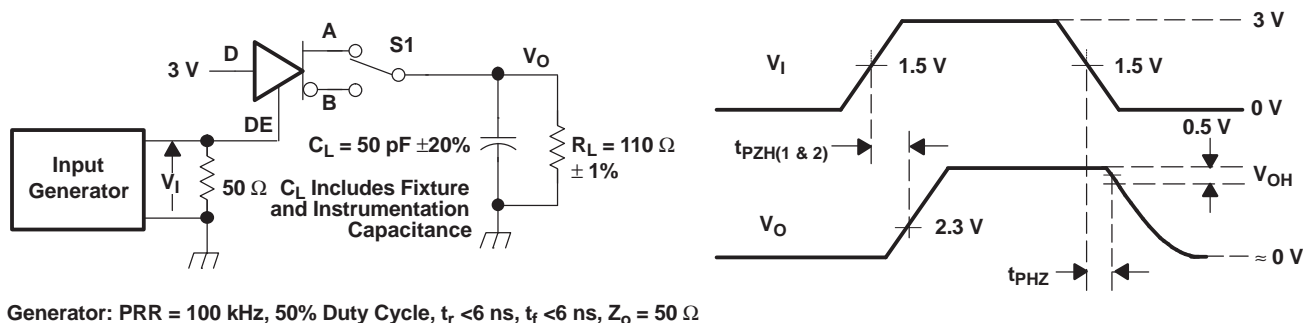 A
S1
D
3 V
B
DE
V_O
C_L = 50 pF ±20%
R_L = 110 Ω
± 1%
Input
Generator
V_I
50 Ω
C_L Includes Fixture
and Instrumentation
Capacitance
3 V
V_I
1.5 V
1.5 V
0 V
0.5 V
t_PZH(1 & 2)
V_OH
V_O
2.3 V
≈ 0 V
t_PHZ
Generator: PRR = 100 kHz, 50% Duty Cycle, t_r <6 ns, t_f <6 ns, Z_o = 50 Ω